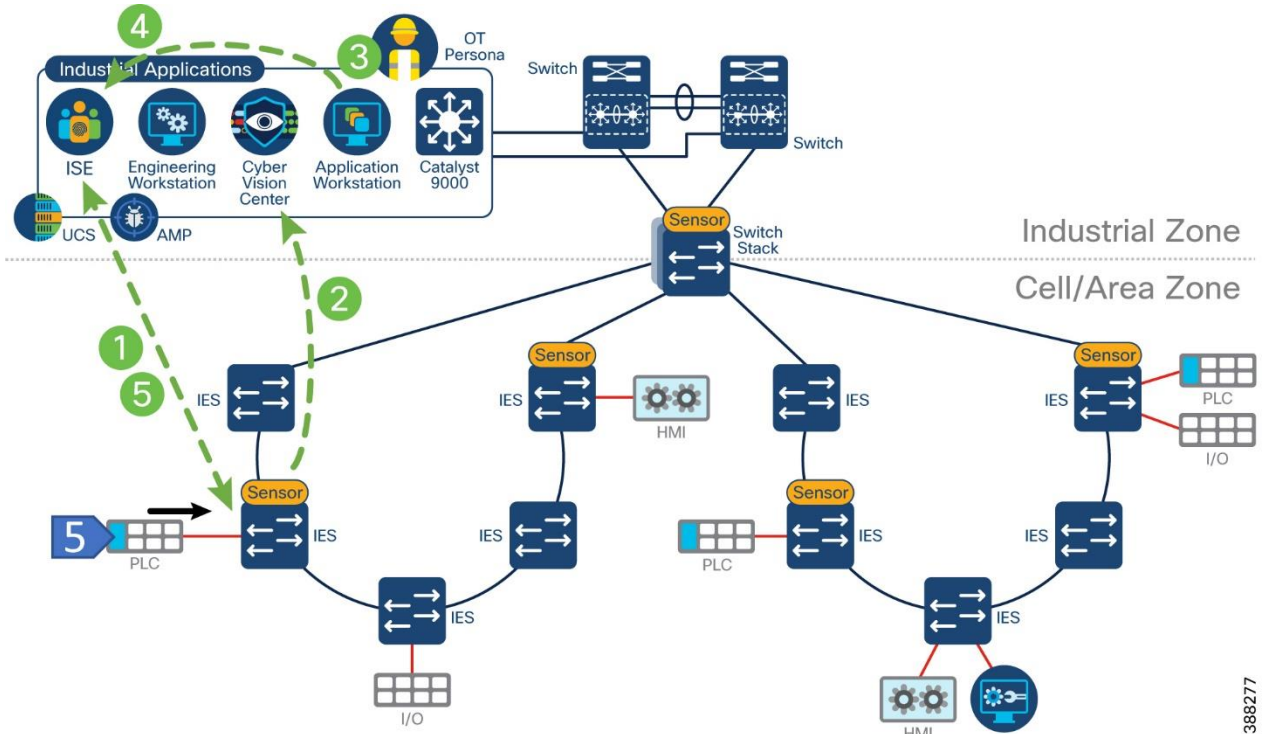 4
3
OT
Persona
Industrial Applications
ISE
Engineering
Workstation
Cyber
Vision
Center
Application
Workstation
Catalyst
9000
UCS
AMP
Switch
Switch
Sensor
Switch
Stack
Industrial Zone
Cell/Area Zone
2
1
5
IES
Sensor
IES
HMI
IES
Sensor
IES
PLC
I/O
5
PLC
Sensor
IES
IES
PLC
Sensor
IES
IES
IES
I/O
IES
HMI
388277